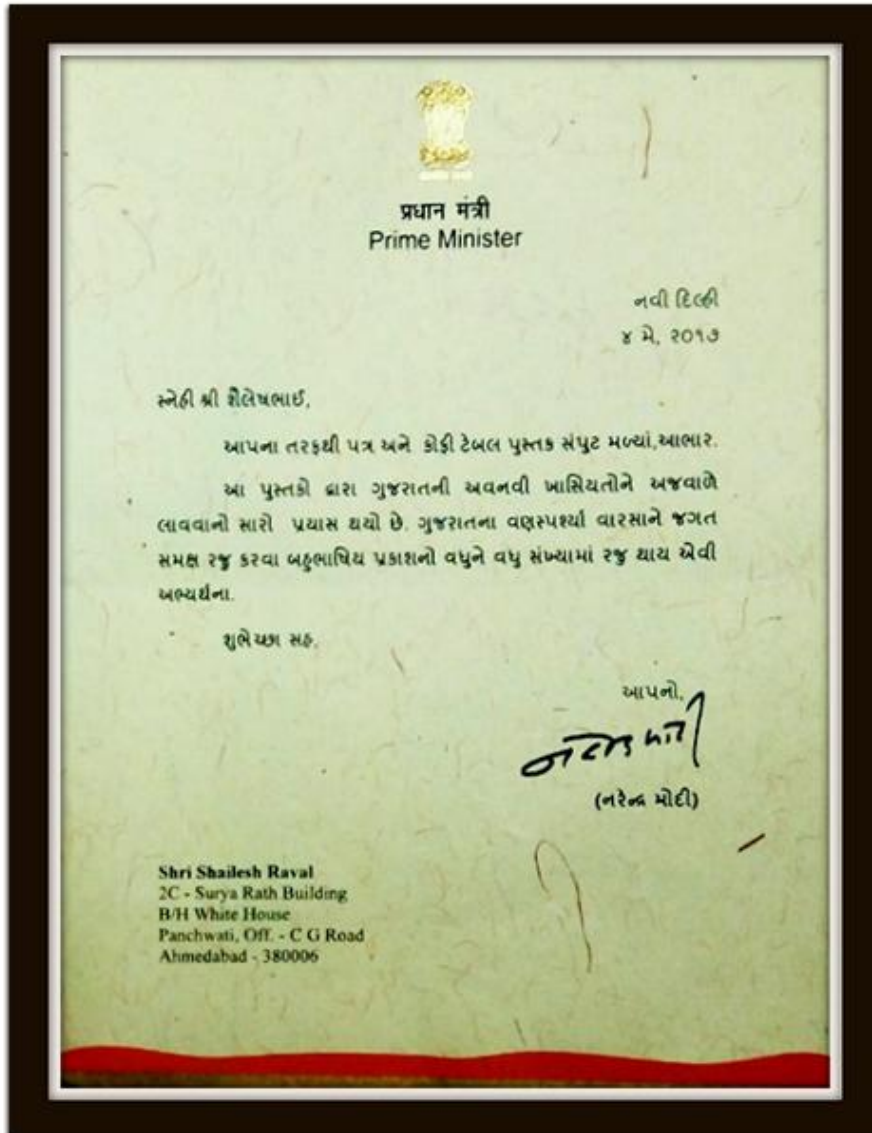 प्रधान मंत्री
Prime Minister
નવી દિલ્હી
૪ મે, ૨૦૧૭
સ્નેહી શ્રી શૈલેષભાઈ,
આપના તરફથી પત્ર અને કોફી ટેબલ પુસ્તક સંપુટ મળ્યાં,આભાર.
આ પુસ્તકો દ્વારા ગુજરાતની અવનવી ખાસિયતોને અજવાળે
લાવવાનો સારો પ્રયાસ થયો છે. ગુજરાતના વણસ્પર્શ્યા વારસાને જગત
સમક્ષ રજુ કરવા બહુભાષિય પ્રકાશનો વધુને વધુ સંખ્યામાં રજુ થાય એવી
અભ્યર્થના.
શુભેચ્છા સહ.
આપનો,
નરેન્દ્ર મોદી
(નરેન્દ્ર મોદી)
Shri Shailesh Raval
2C - Surya Rath Building
B/H White House
Panchwati, Off. - C G Road
Ahmedabad - 380006